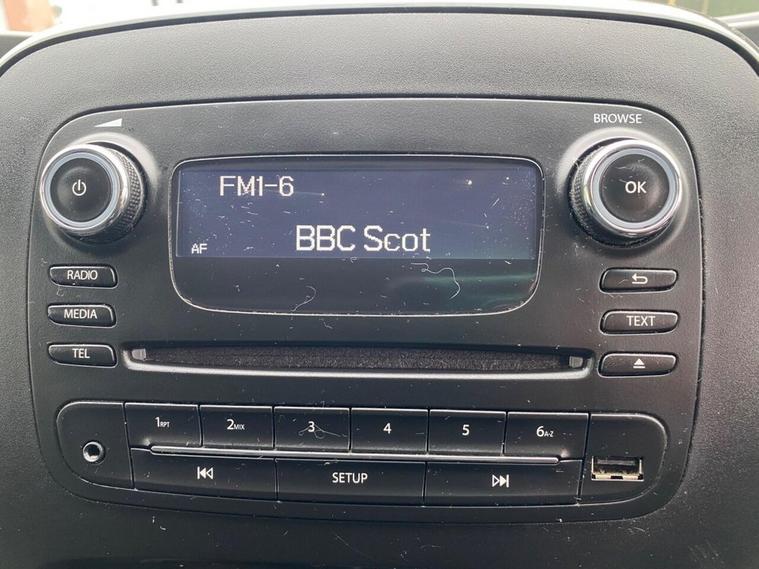 BROWSE
FM1-6
OK
BBC Scot
AF
RADIO
MEDIA
TEXT
TEL
1RPT
2MIX
3
4
5
6A-Z
SETUP